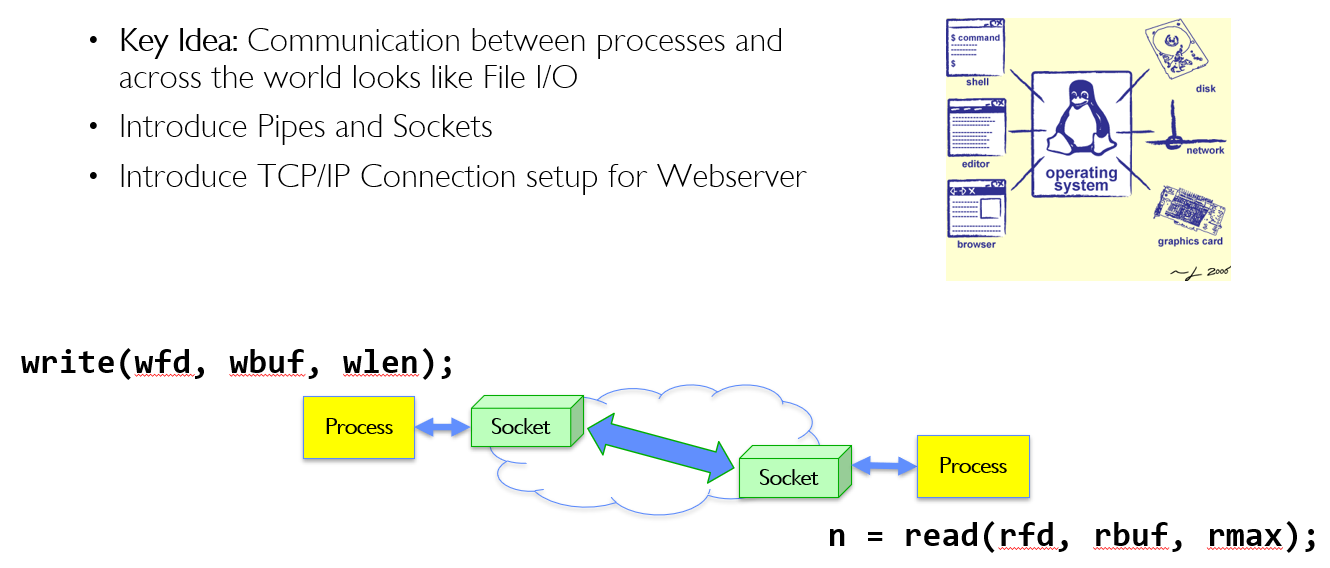 • Key Idea: Communication between processes and
across the world looks like File I/O
• Introduce Pipes and Sockets
• Introduce TCP/IP Connection setup for Webserver
$ command
$
shell
editor
browser
operating
system
disk
network
graphics card
2006
write(wfd, wbuf, wlen);
Process
Socket
Socket
Process
n = read(rfd, rbuf, rmax);